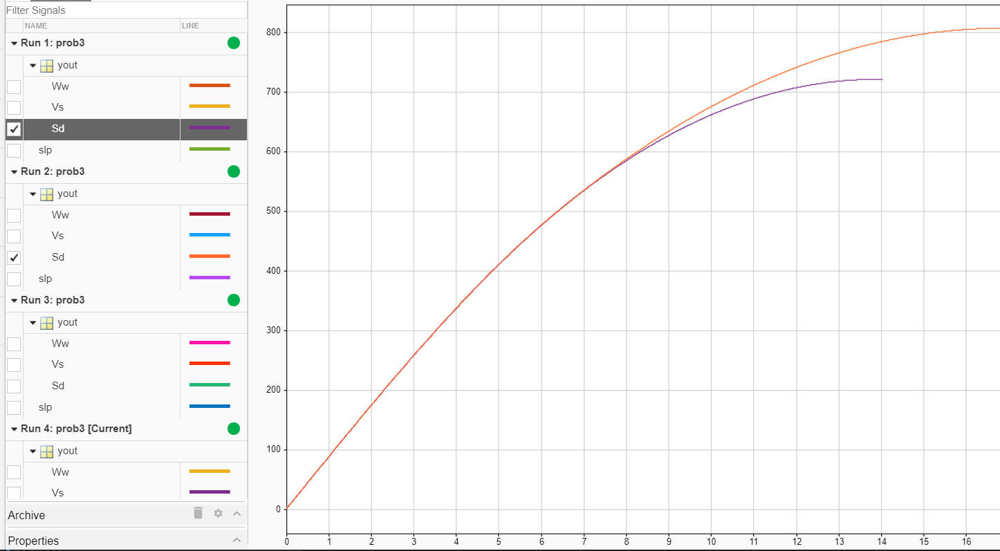 Filter Signals
NAME LINE
Run 1: prob3
yout
Ww
Vs
Sd
slp
Run 2: prob3
yout
Ww
Vs
Sd
slp
Run 3: prob3
yout
Ww
Vs
Sd
slp
Run 4: prob3 [Current]
yout
Ww
Vs
Archive
Properties
800
700
600
500
400
300
200
100
0
0 1 2 3 4 5 6 7 8 9 10 11 12 13 14 15 16